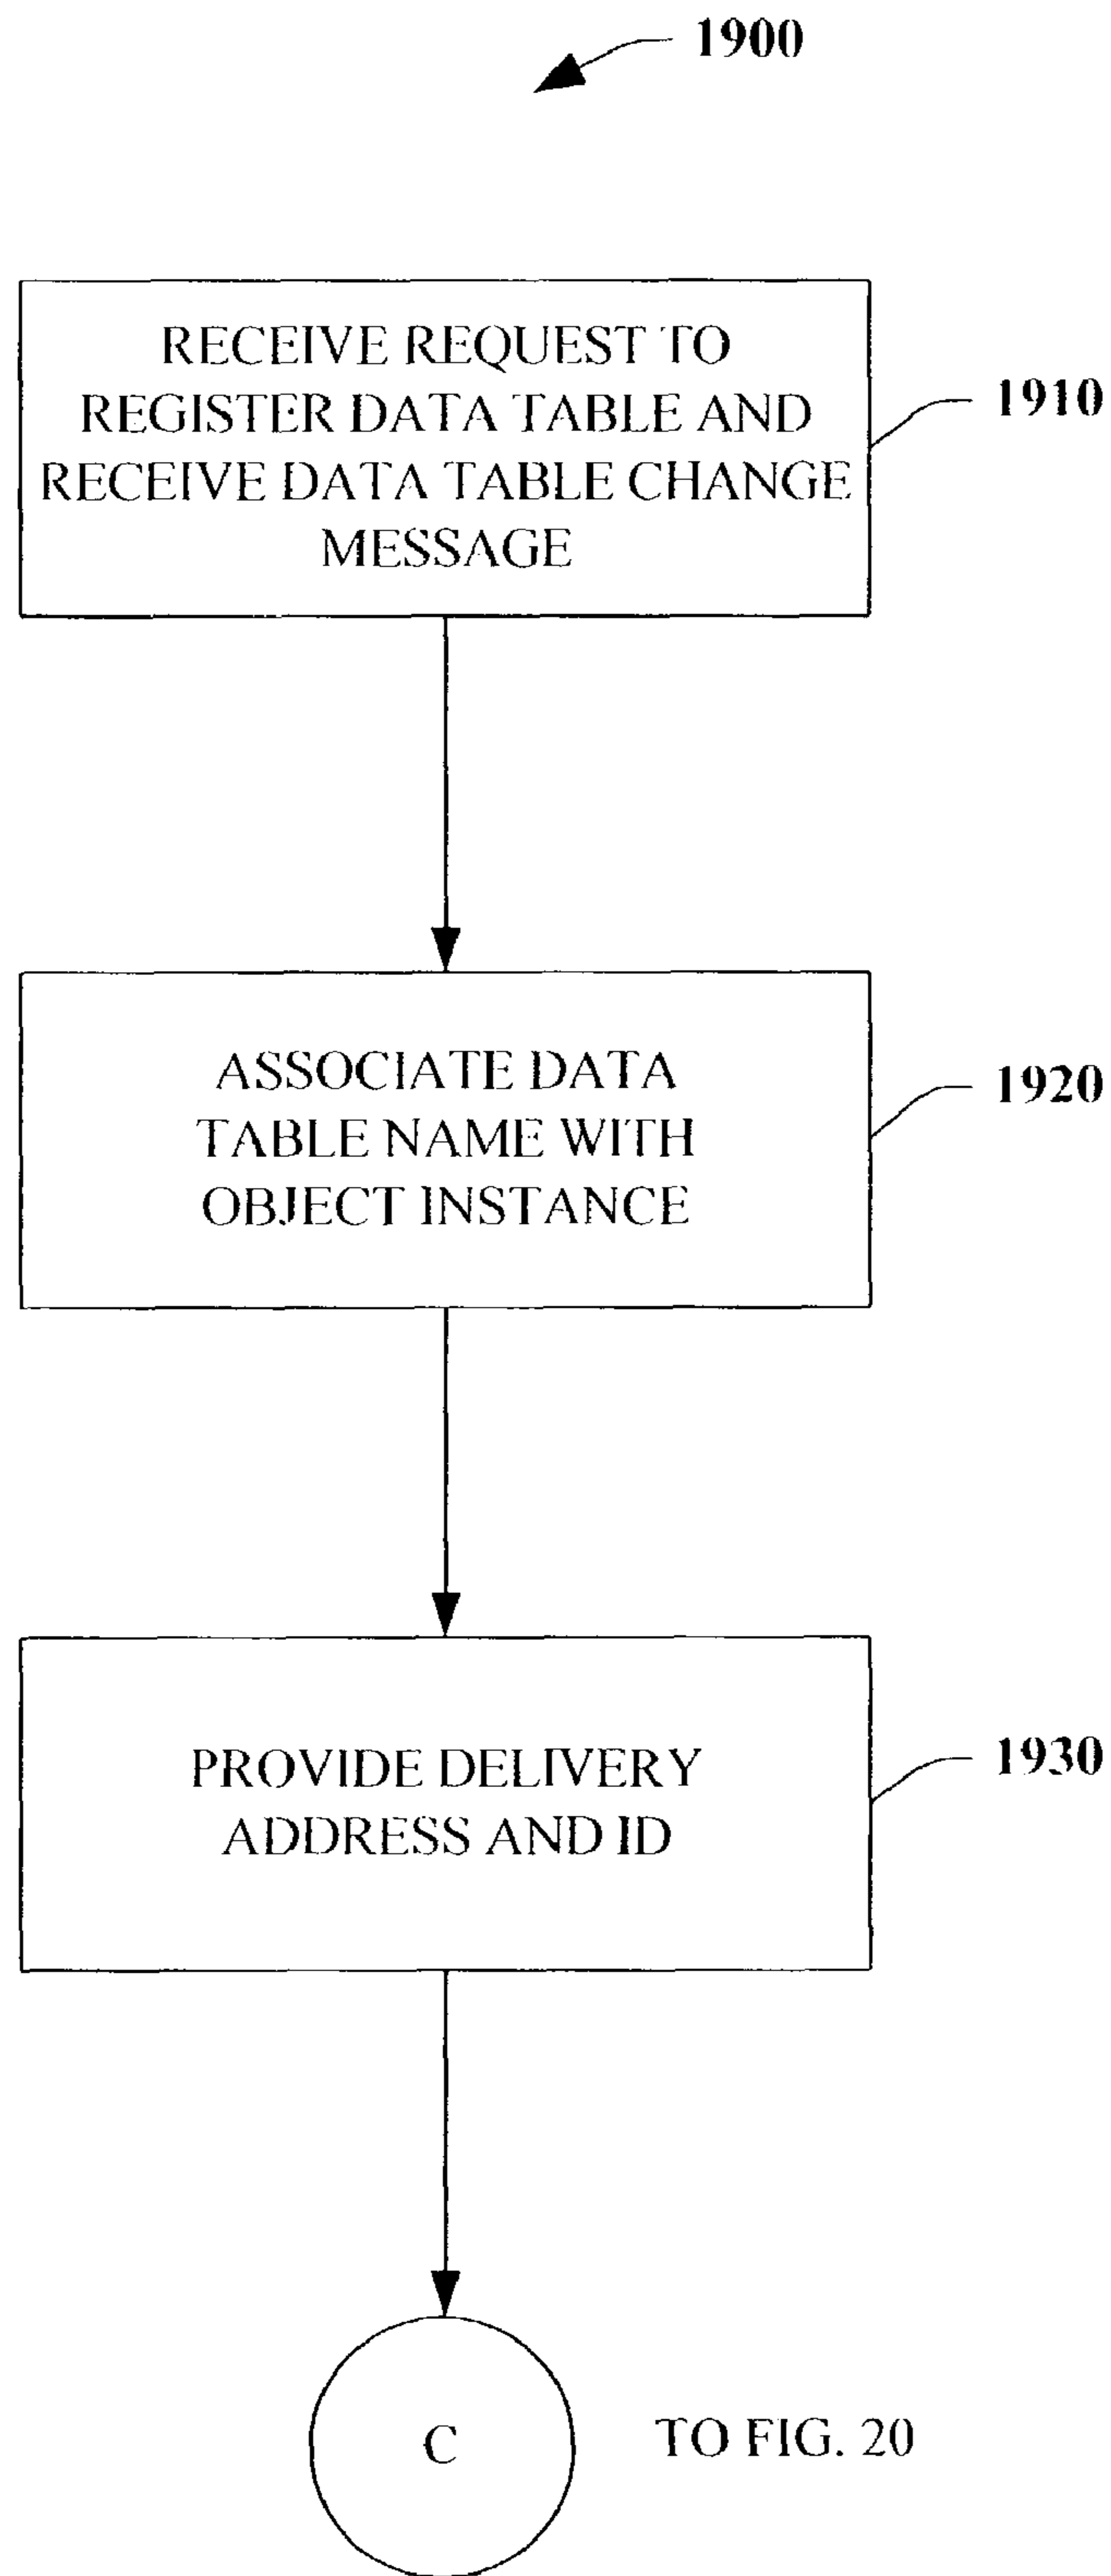 1900
RECEIVE REQUEST TO
REGISTER DATA TABLE AND
RECEIVE DATA TABLE CHANGE
MESSAGE
1910
ASSOCIATE DATA
TABLE NAME WITH
OBJECT INSTANCE
1920
PROVIDE DELIVERY
ADDRESS AND ID
1930
C
TO FIG. 20